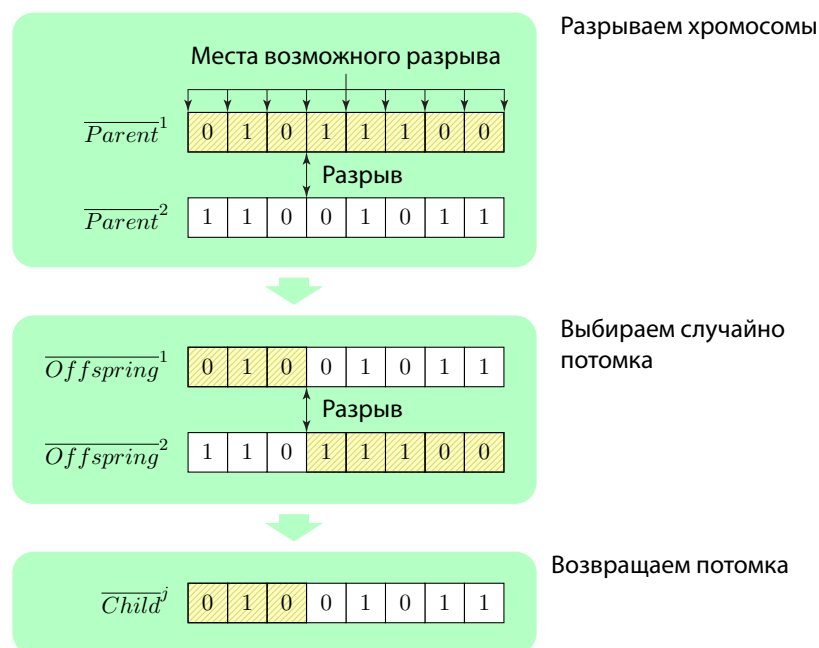 Разрываем хромосомы
Места возможного разрыва
Parent¹ 0 1 0 1 1 1 0 0
Разрыв
Parent² 1 1 0 0 1 0 1 1
Выбираем случайно
потомка
Offspring¹ 0 1 0 0 1 0 1 1
Разрыв
Offspring² 1 1 0 1 1 1 0 0
Возвращаем потомка
Child^j 0 1 0 0 1 0 1 1